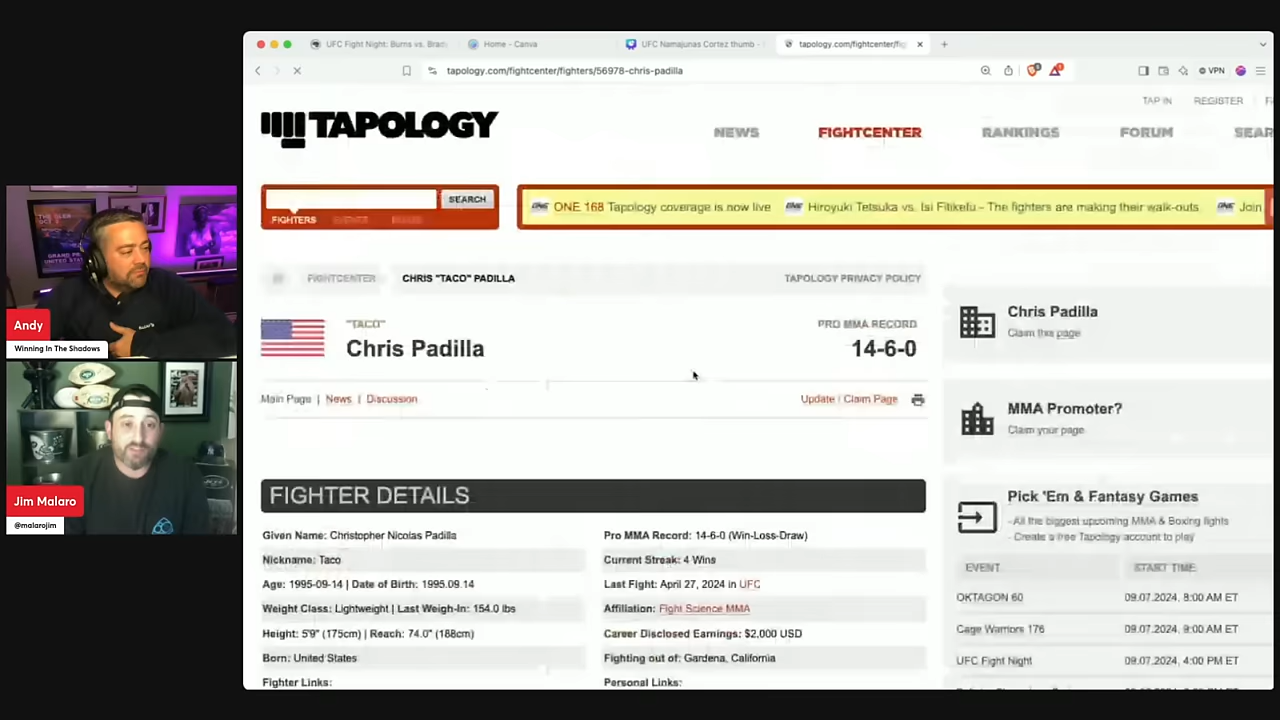 UFC Fight Night: Burns vs. Brad
Home - Canva
UFC Namajunas Cortez thumb -
tapology.com/fightcenter/fig
tapology.com/fightcenter/fighters/56978-chris-padilla
VPN
TAP IN
REGISTER
TAPOLOGY
NEWS
FIGHTCENTER
RANKINGS
FORUM
SEAR
SEARCH
FIGHTERS
EVENTS
ONE 168 Tapology coverage is now live
Hiroyuki Tetsuka vs. Isi Fitikefu – The fighters are making their walk-outs
Join
FIGHTCENTER
CHRIS "TACO" PADILLA
TAPOLOGY PRIVACY POLICY
"TACO"
PRO MMA RECORD
Chris Padilla
14-6-0
Main Page | News | Discussion
Update | Claim Page
Chris Padilla
Claim this page
MMA Promoter?
Claim your page
Pick 'Em & Fantasy Games
- All the biggest upcoming MMA & Boxing fights
- Create a free Tapology account to play
EVENT
START TIME
OKTAGON 60
09.07.2024, 8:00 AM ET
Cage Warriors 176
09.07.2024, 9:00 AM ET
UFC Fight Night
09.07.2024, 4:00 PM ET
FIGHTER DETAILS
Given Name: Christopher Nicolas Padilla
Pro MMA Record: 14-6-0 (Win-Loss-Draw)
Nickname: Taco
Current Streak: 4 Wins
Age: 1995-09-14 | Date of Birth: 1995.09.14
Last Fight: April 27, 2024 in UFC
Weight Class: Lightweight | Last Weigh-In: 154.0 lbs
Affiliation: Fight Science MMA
Height: 5'9" (175cm) | Reach: 74.0" (188cm)
Career Disclosed Earnings: $2,000 USD
Born: United States
Fighting out of: Gardena, California
Fighter Links:
Personal Links:
Andy
Winning In The Shadows
Jim Malaro
@malarojim